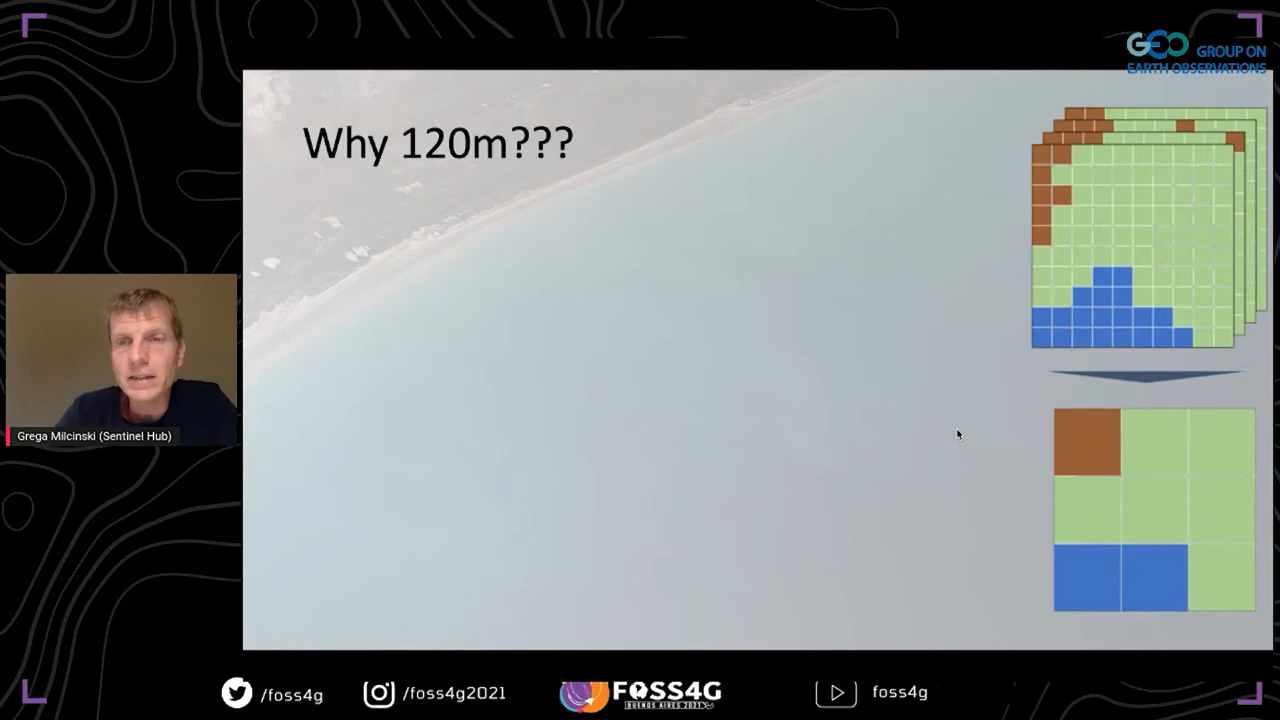 GEO GROUP ON
EARTH OBSERVATIONS
Why 120m???
Grega Milcinski (Sentinel Hub)
/foss4g
/foss4g2021
FOSS4G
BUENOS AIRES 2021
foss4g